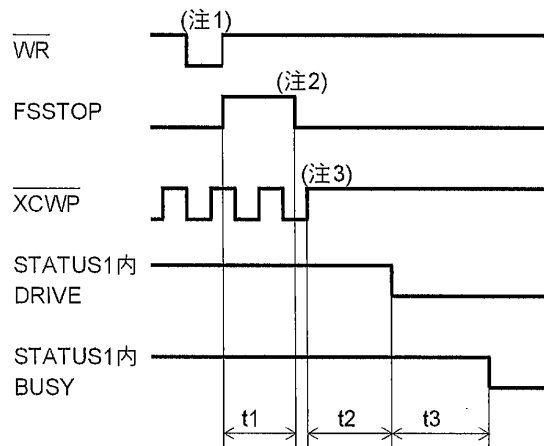 (注1)
WR
(注2)
FSSTOP
(注3)
XCWP
STATUS1内
DRIVE
STATUS1内
BUSY
t1
t2
t3